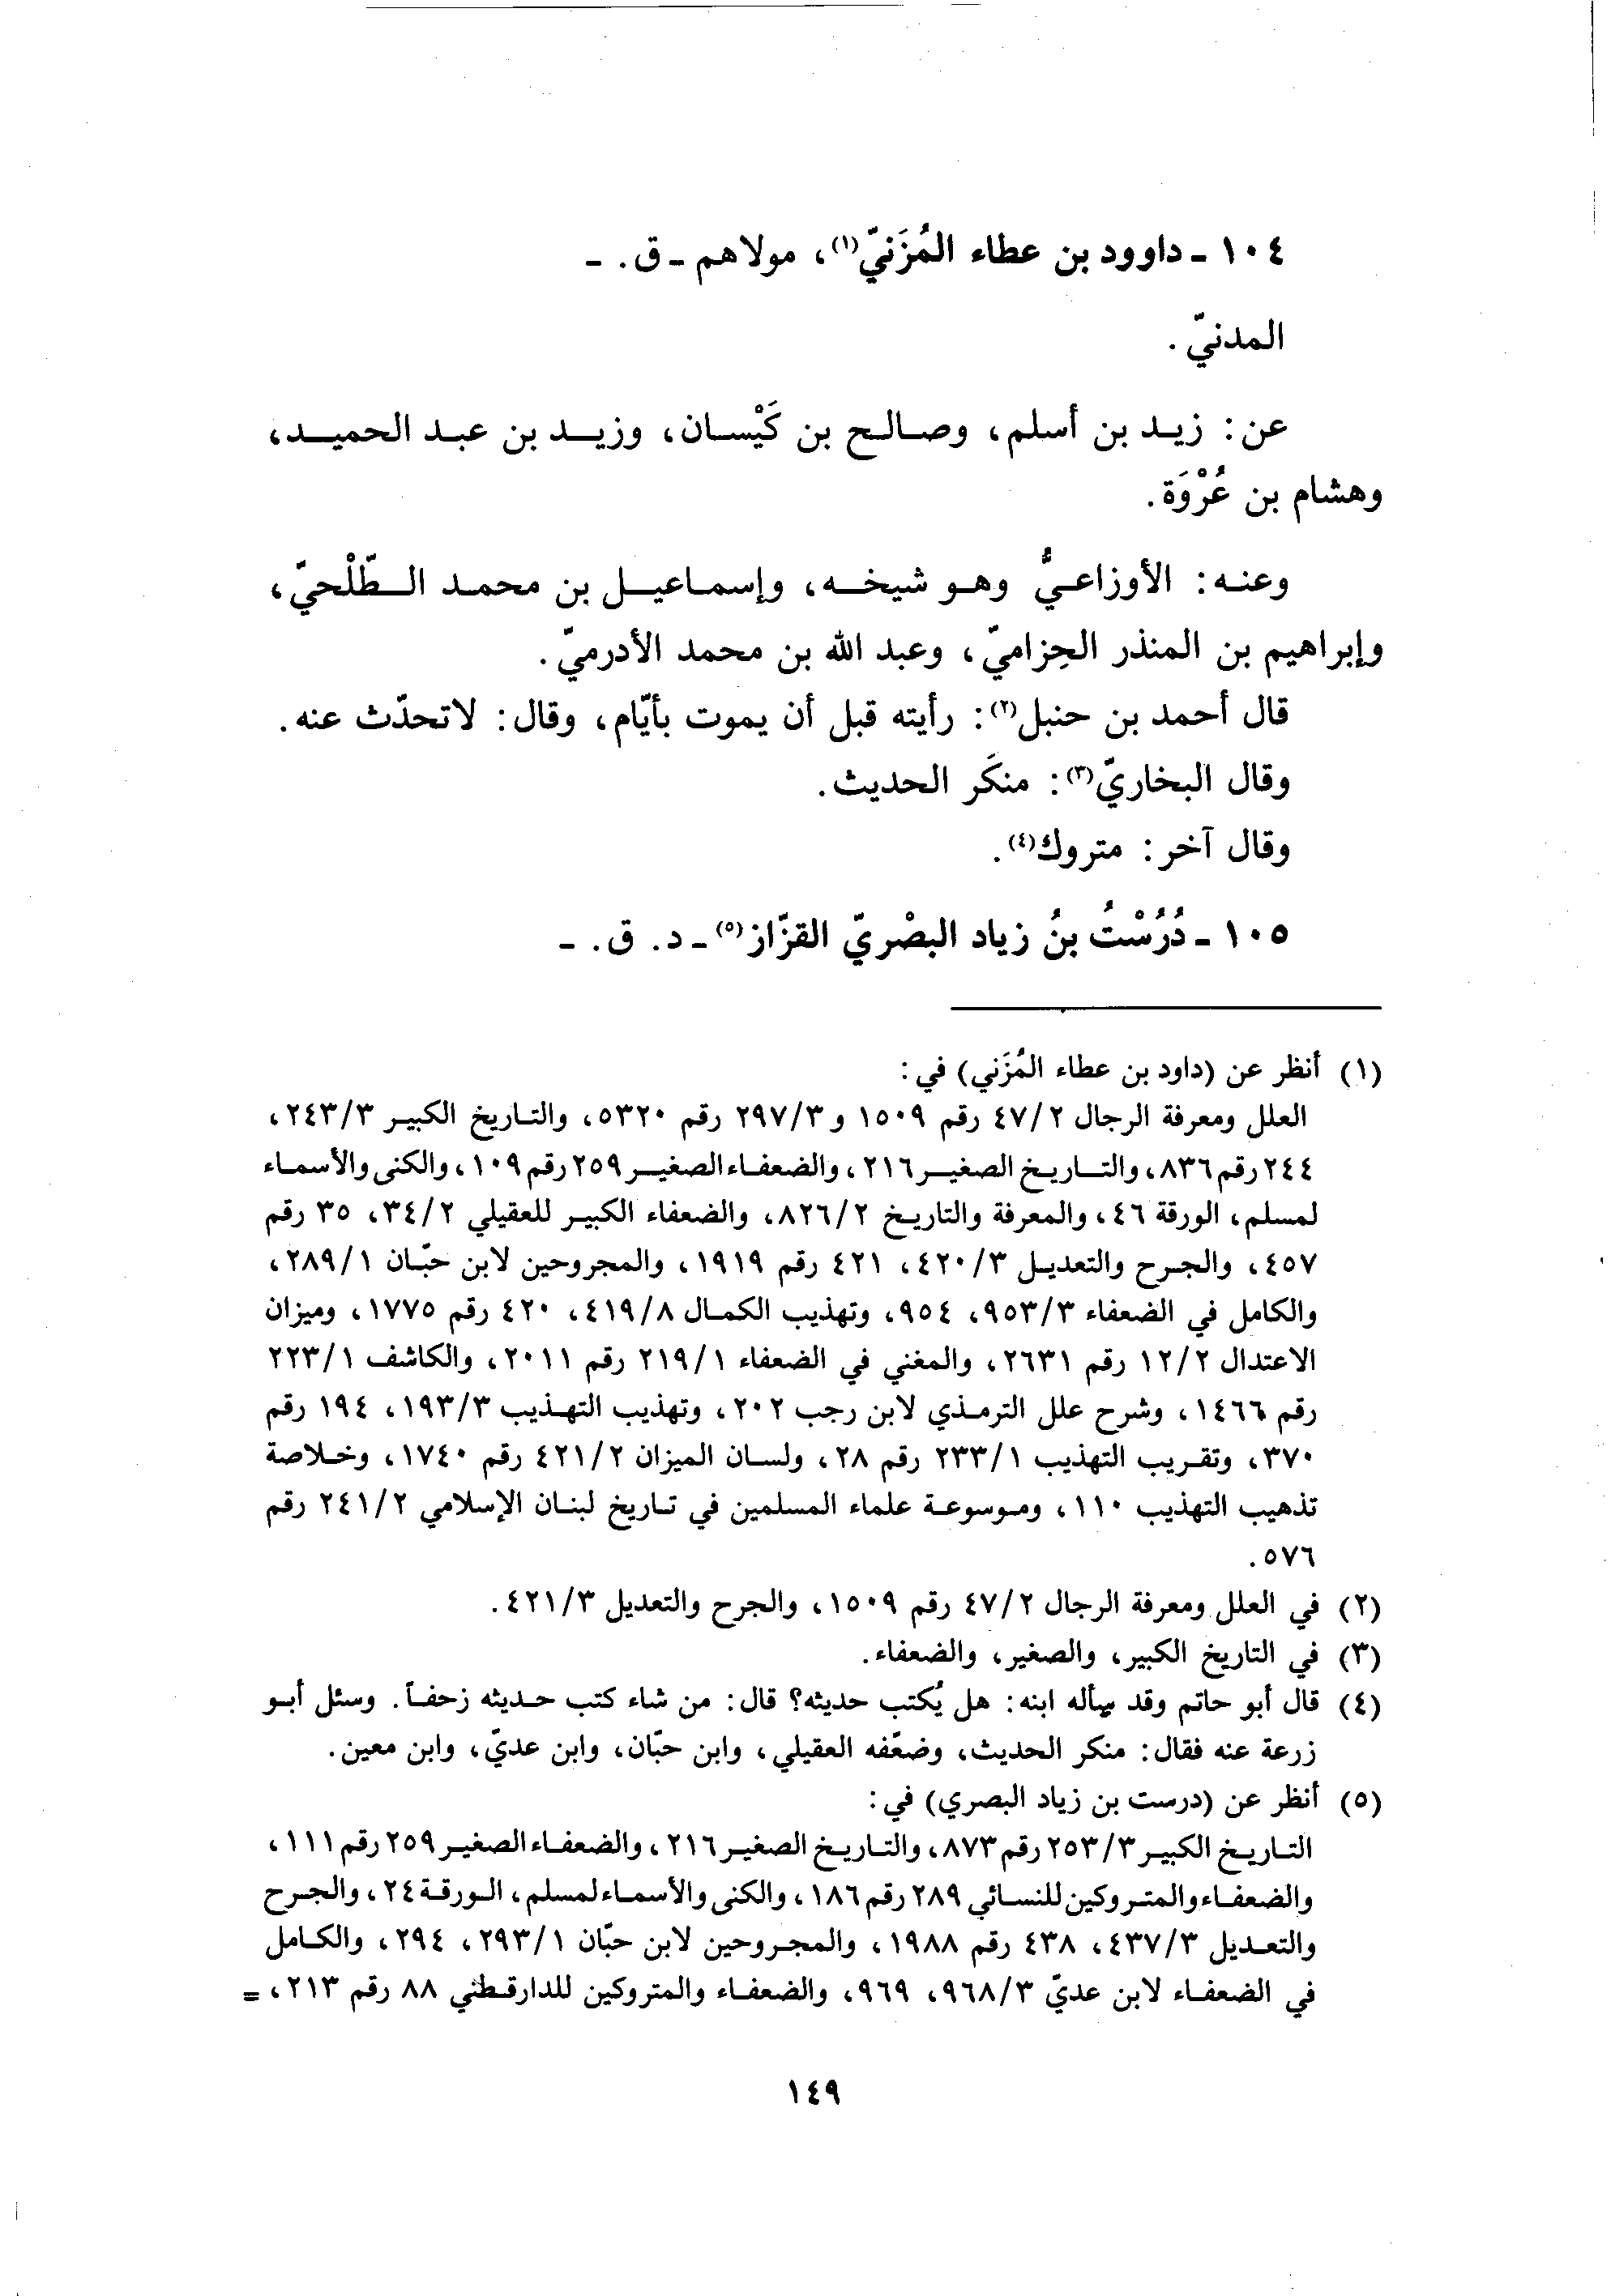 ١٠٤ ـ داوود بن عطاء المُزَنيّ(١)، مولاهم ـ ق. ـ
المدنيّ.
عن: زيد بن أسلم، وصالح بن كَيْسان، وزيد بن عبد الحميد،
وهشام بن عُرْوَة.
وعنه: الأوزاعيُّ وهو شيخه، وإسماعيل بن محمد الطّلْحيّ،
وإبراهيم بن المنذر الحِزاميّ، وعبد الله بن محمد الأدرميّ.
قال أحمد بن حنبل(٢): رأيته قبل أن يموت بأيّام، وقال: لاتحدّث عنه.
وقال البخاريّ(٣): منكَر الحديث.
وقال آخر: متروك(٤).
١٠٥ ـ دُرُسْتُ بنُ زياد البصْريّ القزّاز(٥) ـ د. ق. ـ
(١) أنظر عن (داود بن عطاء المُزَني) في:
العلل ومعرفة الرجال ٤٧/٢ رقم ١٥٠٩ و ٢٩٧/٣ رقم ٥٣٢٠، والتاريخ الكبير ٢٤٣/٣،
٢٤٤ رقم ٨٣٦، والتاريخ الصغير ٢١٦، والضعفاء الصغير ٢٥٩ رقم ١٠٩، والكنى والأسماء
لمسلم، الورقة ٤٦، والمعرفة والتاريخ ٨٢٦/٢، والضعفاء الكبير للعقيلي ٣٤/٢، ٣٥ رقم
٤٥٧، والجرح والتعديل ٤٢٠/٣، ٤٢١ رقم ١٩١٩، والمجروحين لابن حبّان ٢٨٩/١،
والكامل في الضعفاء ٩٥٣/٣، ٩٥٤، وتهذيب الكمال ٤١٩/٨، ٤٢٠ رقم ١٧٧٥، وميزان
الاعتدال ١٢/٢ رقم ٢٦٣١، والمغني في الضعفاء ٢١٩/١ رقم ٢٠١١، والكاشف ٢٢٣/١
رقم ١٤٦٦، وشرح علل الترمذي لابن رجب ٢٠٢، وتهذيب التهذيب ١٩٣/٣، ١٩٤ رقم
٣٧٠، وتقريب التهذيب ٢٣٣/١ رقم ٢٨، ولسان الميزان ٤٢١/٢ رقم ١٧٤٠، وخلاصة
تذهيب التهذيب ١١٠، وموسوعة علماء المسلمين في تاريخ لبنان الإسلامي ٢٤١/٢ رقم
٥٧٦.
(٢) في العلل ومعرفة الرجال ٤٧/٢ رقم ١٥٠٩، والجرح والتعديل ٤٢١/٣.
(٣) في التاريخ الكبير، والصغير، والضعفاء.
(٤) قال أبو حاتم وقد سأله ابنه: هل يُكتب حديثه؟ قال: من شاء كتب حديثه زحفاً. وسئل أبو
زرعة عنه فقال: منكر الحديث، وضعّفه العقيلي، وابن حبّان، وابن عديّ، وابن معين.
(٥) أنظر عن (درست بن زياد البصري) في:
التاريخ الكبير ٢٥٣/٣ رقم ٨٧٣، والتاريخ الصغير ٢١٦، والضعفاء الصغير ٢٥٩ رقم ١١١،
والضعفاء والمتروكين للنسائي ٢٨٩ رقم ١٨٦، والكنى والأسماء لمسلم، الورقة ٢٤، والجرح
والتعديل ٤٣٧/٣، ٤٣٨ رقم ١٩٨٨، والمجروحين لابن حبّان ٢٩٣/١، ٢٩٤، والكامل
في الضعفاء لابن عديّ ٩٦٨/٣، ٩٦٩، والضعفاء والمتروكين للدارقطني ٨٨ رقم ٢١٣، =
١٤٩